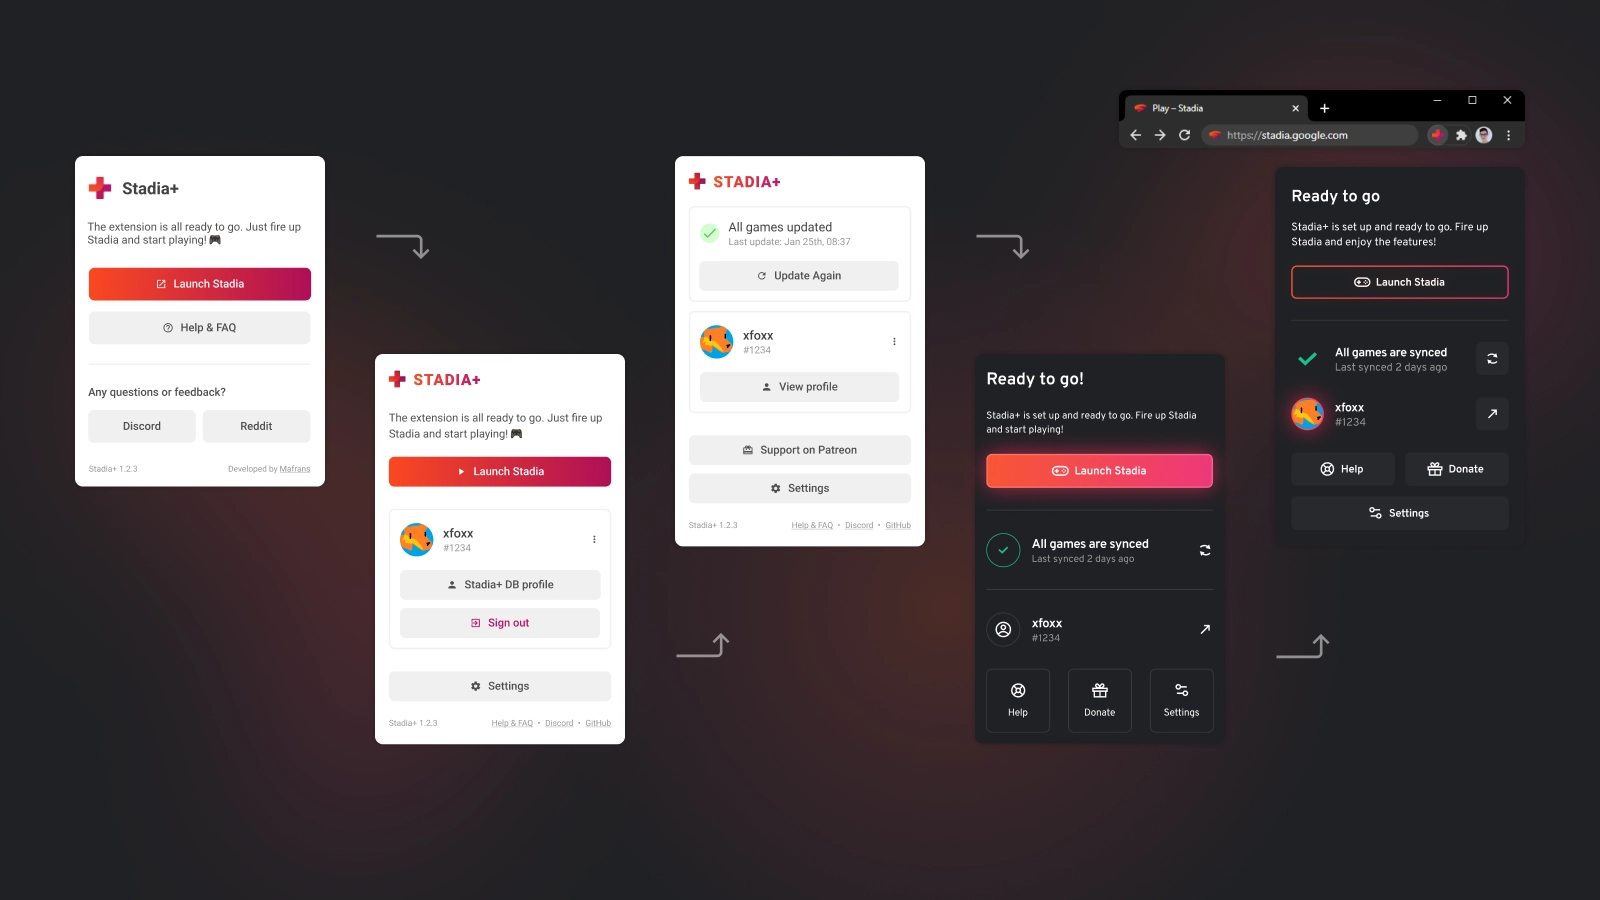 Stadia+
The extension is all ready to go. Just fire up
Stadia and start playing! 🎮
Launch Stadia
Help & FAQ
Any questions or feedback?
Discord
Reddit
Stadia+ 1.2.3
Developed by Mafrans
STADIA+
The extension is all ready to go. Just fire up
Stadia and start playing! 🎮
Launch Stadia
xfoxx
#1234
Stadia+ DB profile
Sign out
Settings
Stadia+ 1.2.3
Help & FAQ • Discord • GitHub
STADIA+
All games updated
Last update: Jan 25th, 08:37
Update Again
xfoxx
#1234
View profile
Support on Patreon
Settings
Stadia+ 1.2.3
Help & FAQ • Discord • GitHub
Ready to go!
Stadia+ is set up and ready to go. Fire up Stadia
and start playing!
Launch Stadia
All games are synced
Last synced 2 days ago
xfoxx
#1234
Help
Donate
Settings
Play – Stadia
https://stadia.google.com
Ready to go
Stadia+ is set up and ready to go. Fire up
Stadia and enjoy the features!
Launch Stadia
All games are synced
Last synced 2 days ago
xfoxx
#1234
Help
Donate
Settings